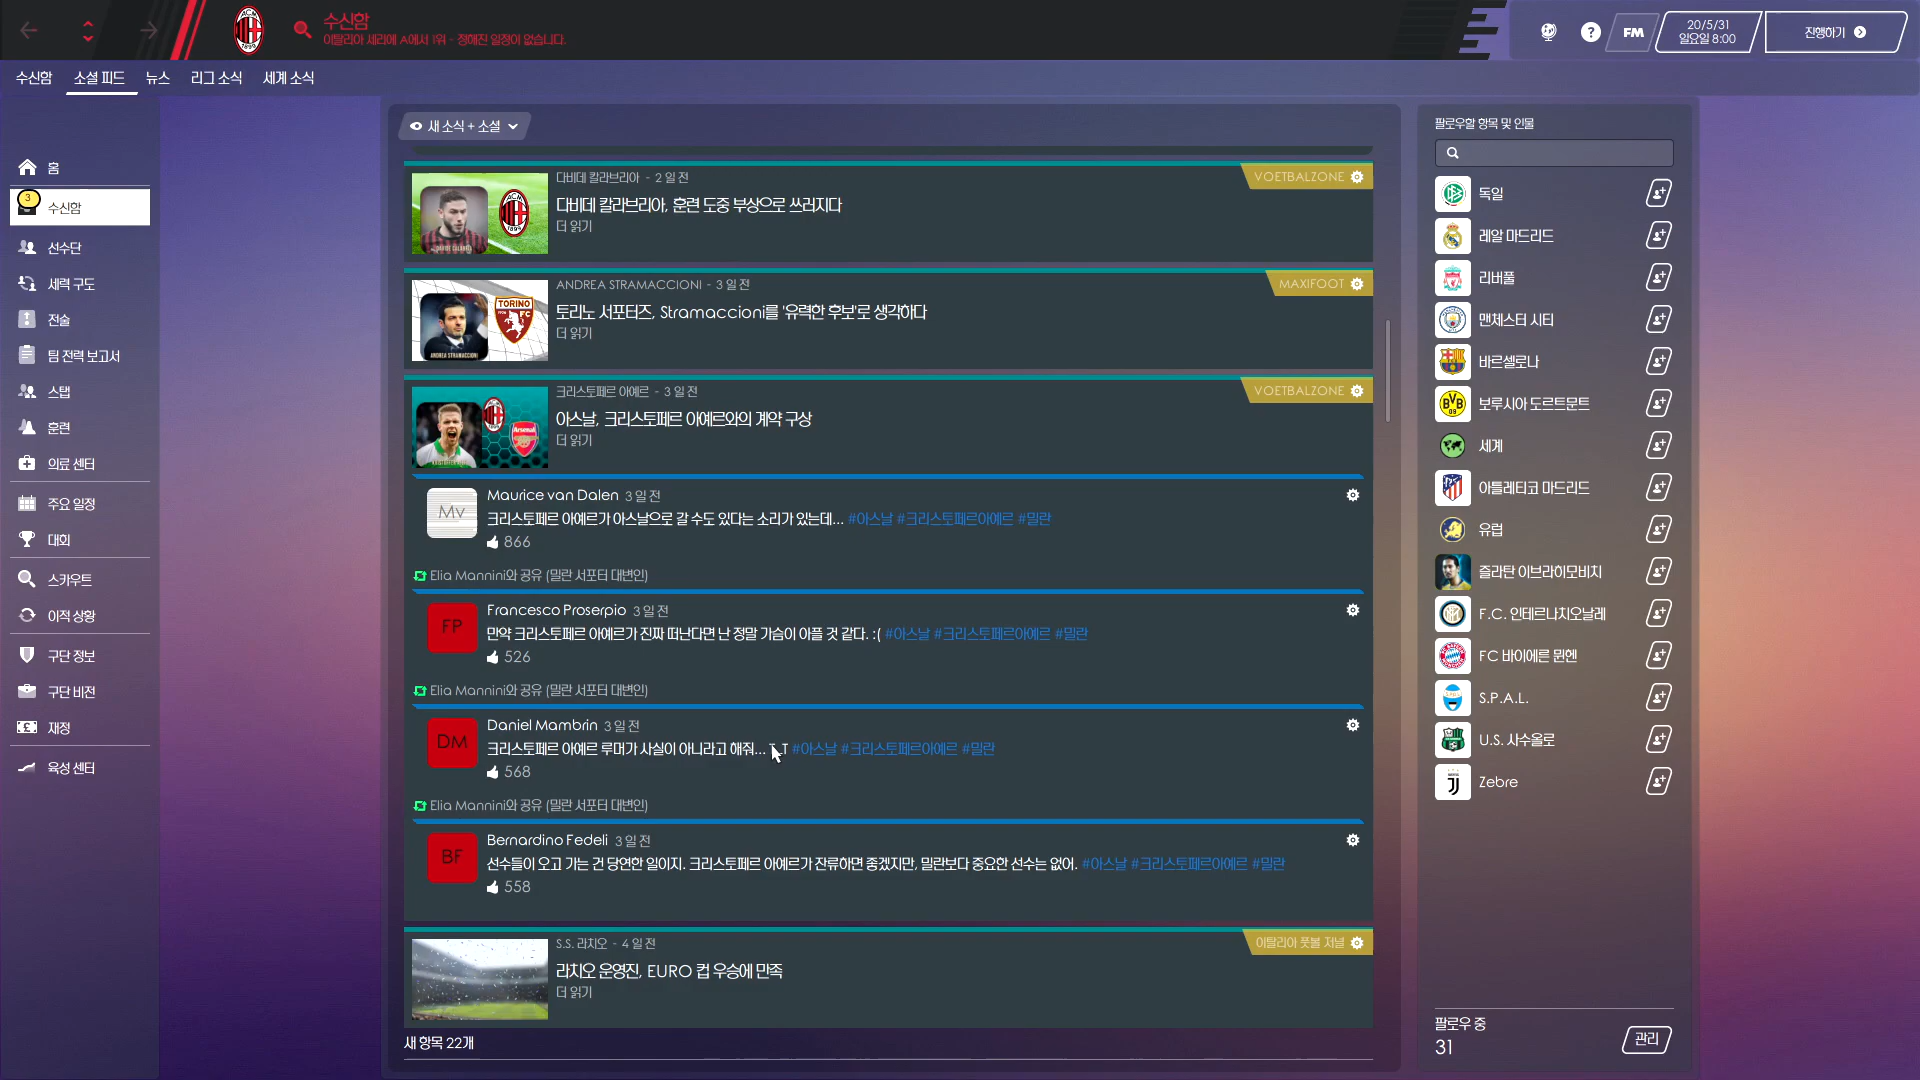 수신함
이탈리아 세리에 A에서 1위 - 정해진 일정이 없습니다.
FM
20/5/31
일요일 8:00
진행하기
수신함 소셜 피드 뉴스 리그 소식 세계 소식
홈
3
수신함
선수단
세력 구도
전술
팀 전력 보고서
스탭
훈련
의료 센터
주요 일정
대회
스카우트
이적 상황
구단 정보
구단 비전
재정
육성 센터
새 소식 + 소셜
다비데 칼라브리아 - 2 일 전
VOETBALZONE
다비데 칼라브리아, 훈련 도중 부상으로 쓰러지다
더 읽기
ANDREA STRAMACCIONI - 3 일 전
MAXIFOOT
토리노 서포터즈, Stramaccioni를 '유력한 후보'로 생각하다
더 읽기
ANDREA STRAMACCIONI
TORINO FC
크리스토페르 아예르 - 3 일 전
VOETBALZONE
아스날, 크리스토페르 아예르와의 계약 구상
더 읽기
Arsenal
Mv
Maurice van Dalen 3 일 전
크리스토페르 아예르가 아스날으로 갈 수도 있다는 소리가 있는데... #아스날 #크리스토페르아예르 #밀란
866
Elia Mannini와 공유 (밀란 서포터 대변인)
FP
Francesco Proserpio 3 일 전
만약 크리스토페르 아예르가 진짜 떠난다면 난 정말 가슴이 아플 것 같다. :( #아스날 #크리스토페르아예르 #밀란
526
Elia Mannini와 공유 (밀란 서포터 대변인)
DM
Daniel Mambrin 3 일 전
크리스토페르 아예르 루머가 사실이 아니라고 해줘... T_T #아스날 #크리스토페르아예르 #밀란
568
Elia Mannini와 공유 (밀란 서포터 대변인)
BF
Bernardino Fedeli 3 일 전
선수들이 오고 가는 건 당연한 일이지. 크리스토페르 아예르가 잔류하면 좋겠지만, 밀란보다 중요한 선수는 없어. #아스날 #크리스토페르아예르 #밀란
558
S.S. 라치오 - 4 일 전
이탈리아 풋볼 저널
라치오 운영진, EURO 컵 우승에 만족
더 읽기
새 항목 22개
팔로우할 항목 및 인물
독일
레알 마드리드
리버풀
맨체스터 시티
바르셀로나
보루시아 도르트문트
세계
아틀레티코 마드리드
유럽
즐라탄 이브라히모비치
F.C. 인테르나치오날레
FC 바이에른 뮌헨
S.P.A.L.
U.S. 사수올로
Zebre
팔로우 중
31
관리